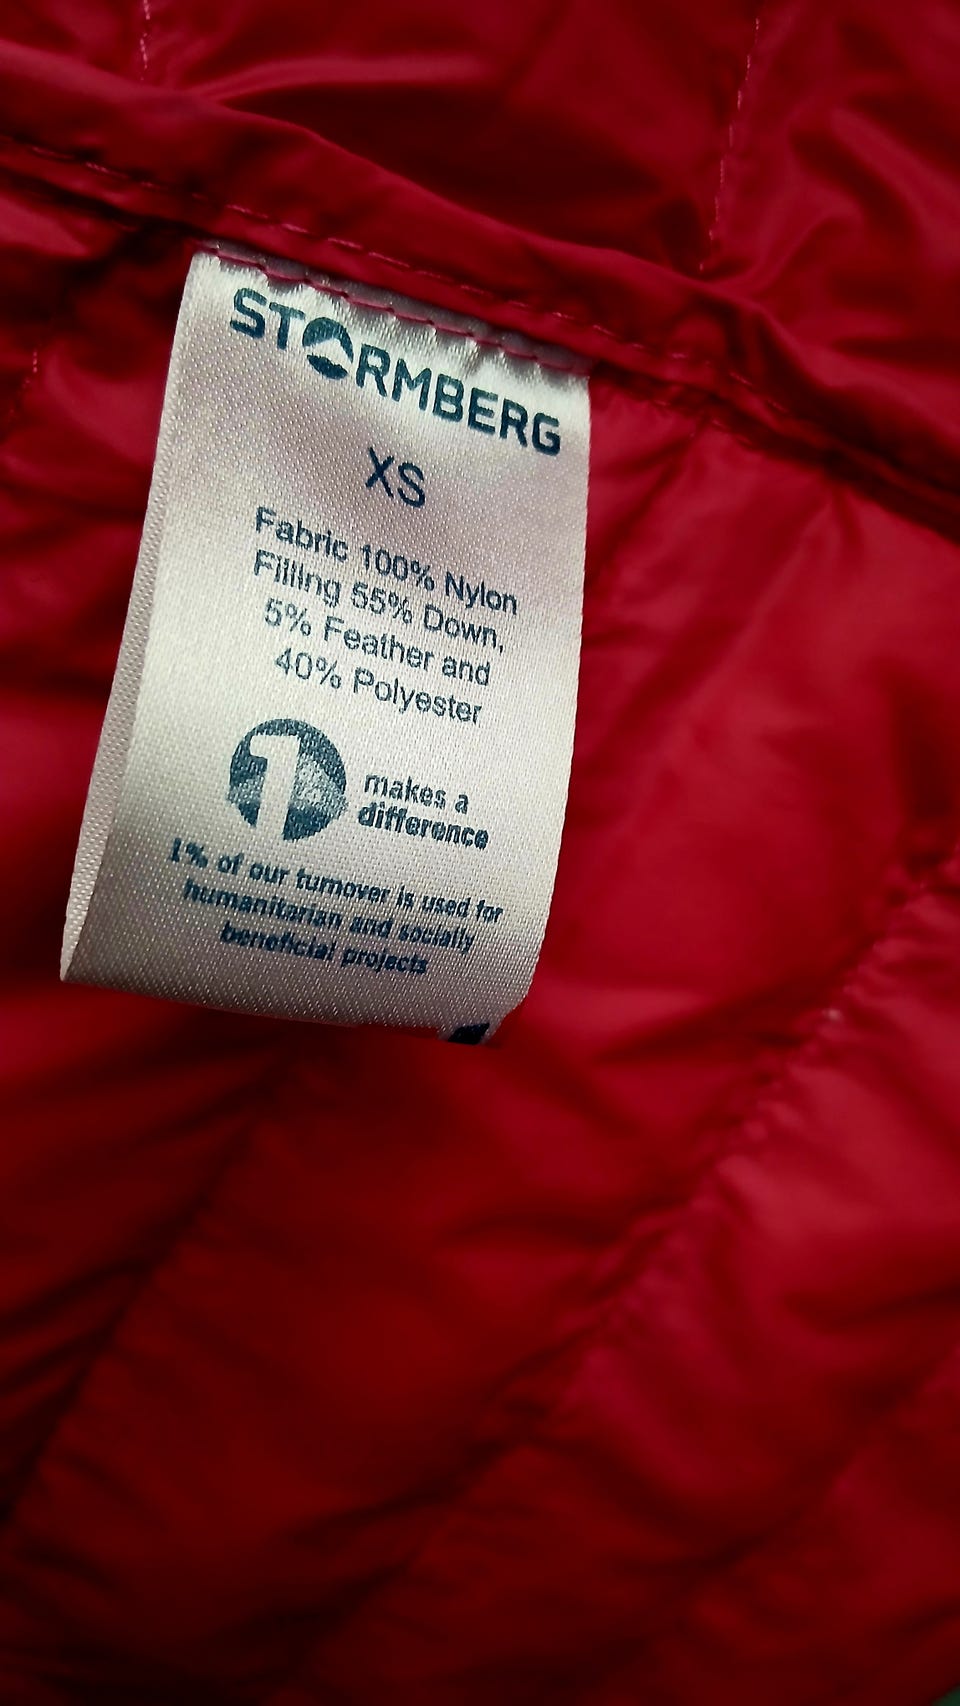 STORMBERG
XS
Fabric 100% Nylon
Filling 55% Down,
5% Feather and
40% Polyester
1 makes a
difference
1% of our turnover is used for
humanitarian and socially
beneficial projects